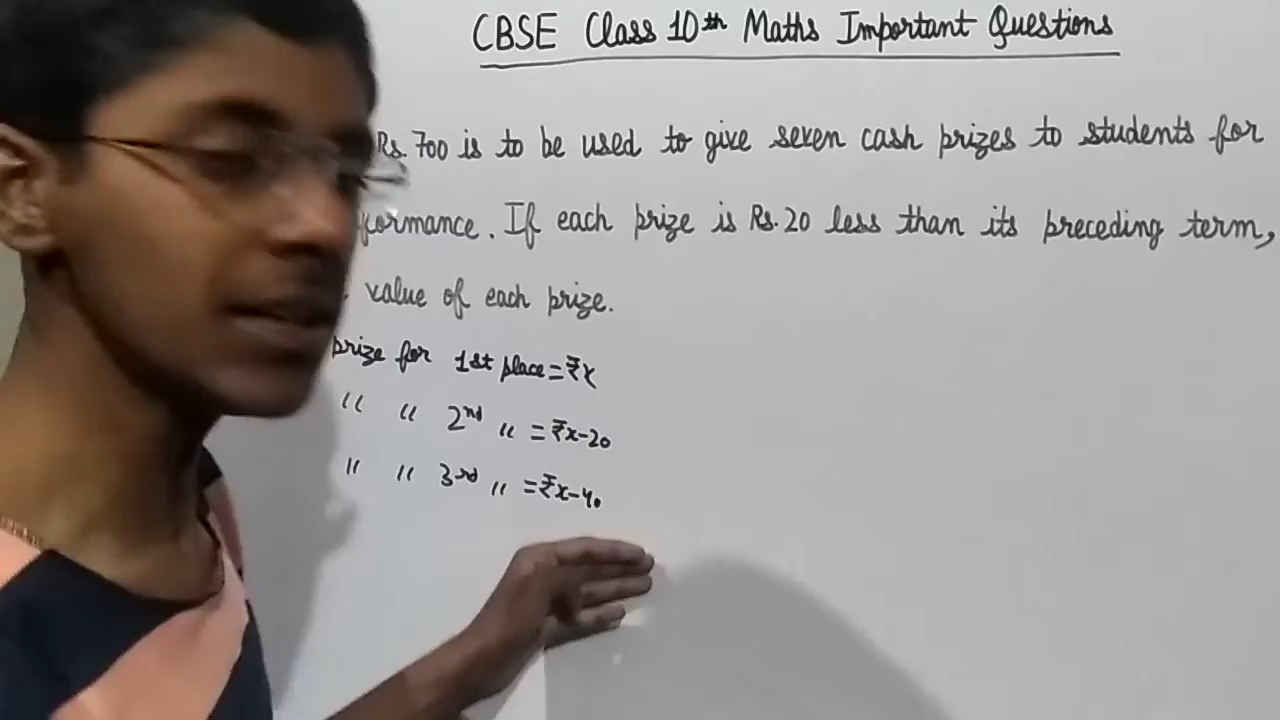 CBSE Class 10th Maths Important Questions
Rs. 700 is to be used to give seven cash prizes to students for
formance. If each prize is Rs. 20 less than its preceding term,
value of each prize.
prize for 1st place = ₹x
" " 2nd " = ₹x-20
" " 3rd " = ₹x-40